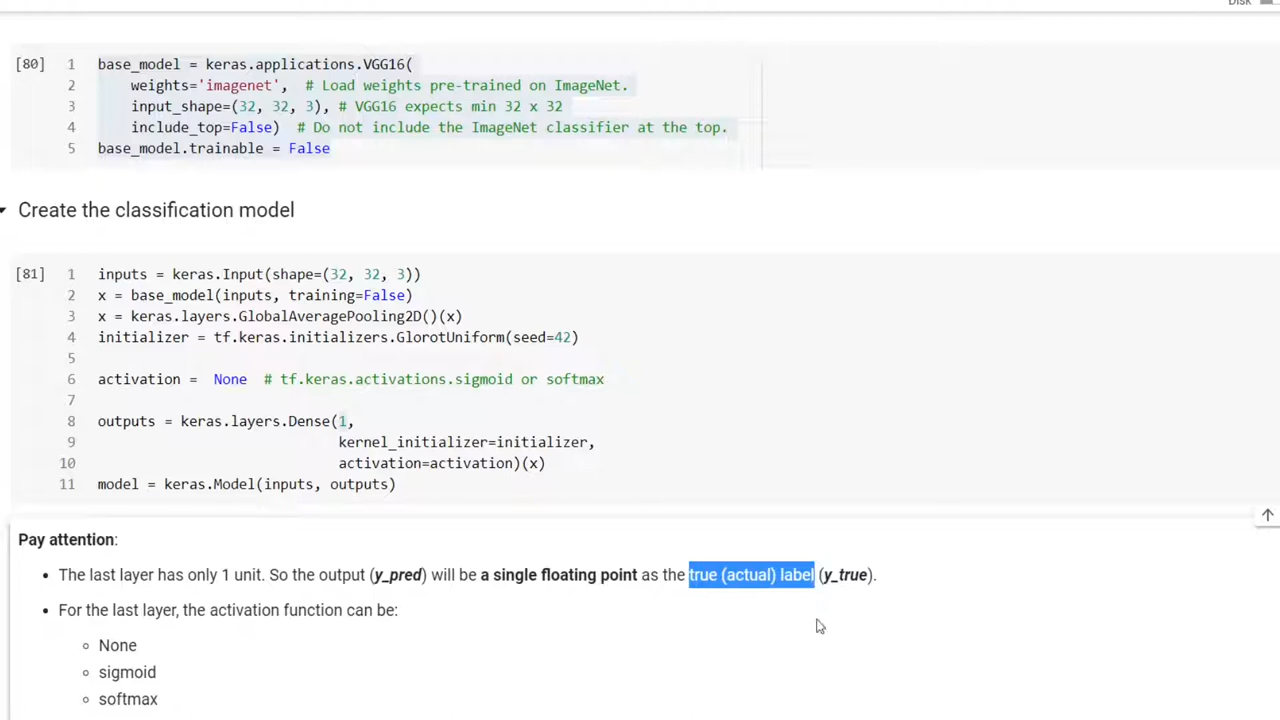 Disk
[80] 1 base_model = keras.applications.VGG16(
2 weights='imagenet', # Load weights pre-trained on ImageNet.
3 input_shape=(32, 32, 3), # VGG16 expects min 32 x 32
4 include_top=False) # Do not include the ImageNet classifier at the top.
5 base_model.trainable = False
Create the classification model
[81] 1 inputs = keras.Input(shape=(32, 32, 3))
2 x = base_model(inputs, training=False)
3 x = keras.layers.GlobalAveragePooling2D()(x)
4 initializer = tf.keras.initializers.GlorotUniform(seed=42)
5
6 activation = None # tf.keras.activations.sigmoid or softmax
7
8 outputs = keras.layers.Dense(1,
9 kernel_initializer=initializer,
10 activation=activation)(x)
11 model = keras.Model(inputs, outputs)
Pay attention:
• The last layer has only 1 unit. So the output (y_pred) will be a single floating point as the true (actual) label (y_true).
• For the last layer, the activation function can be:
◦ None
◦ sigmoid
◦ softmax